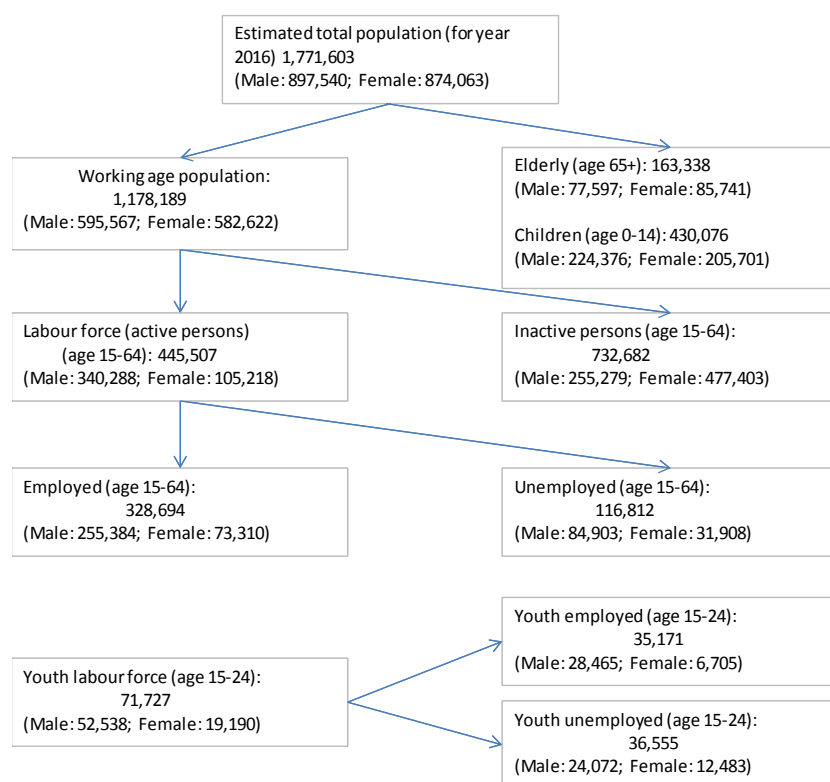 Estimated total population (for year
2016) 1,771,603
(Male: 897,540; Female: 874,063)
Working age population:
1,178,189
(Male: 595,567; Female: 582,622)
Elderly (age 65+): 163,338
(Male: 77,597; Female: 85,741)
Children (age 0-14): 430,076
(Male: 224,376; Female: 205,701)
Labour force (active persons)
(age 15-64): 445,507
(Male: 340,288; Female: 105,218)
Inactive persons (age 15-64):
732,682
(Male: 255,279; Female: 477,403)
Employed (age 15-64):
328,694
(Male: 255,384; Female: 73,310)
Unemployed (age 15-64):
116,812
(Male: 84,903; Female: 31,908)
Youth labour force (age 15-24):
71,727
(Male: 52,538; Female: 19,190)
Youth employed (age 15-24):
35,171
(Male: 28,465; Female: 6,705)
Youth unemployed (age 15-24):
36,555
(Male: 24,072; Female: 12,483)